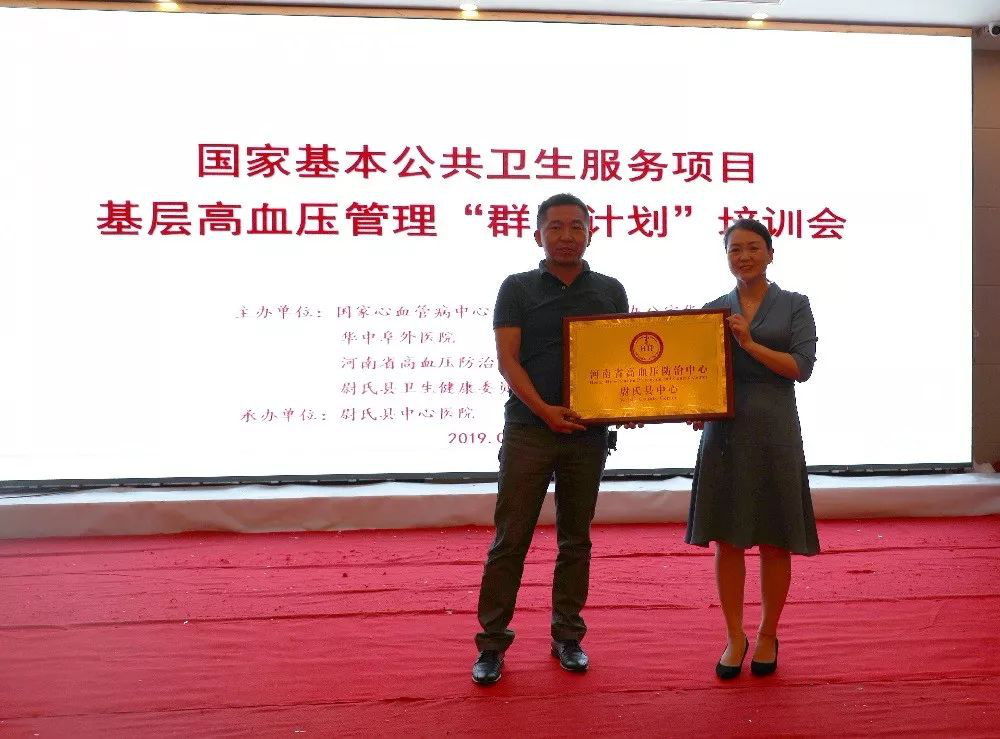 国家基本公共卫生服务项目
基层高血压管理“群 计划”培训会
主办单位：国家心血管病中心
华中阜外医院
河南省高血压防治
尉氏县卫生健康委
承办单位：尉氏县中心医院
2019.0
河南省高血压防治中心
尉氏县中心